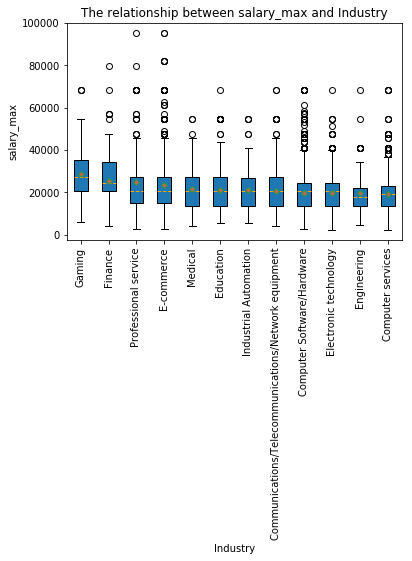 The relationship between salary_max and Industry
100000
80000
60000
40000
20000
0
salary_max
Gaming
Finance
Professional service
E-commerce
Medical
Education
Industrial Automation
Communications/Telecommunications/Network equipment
Computer Software/Hardware
Electronic technology
Engineering
Computer services
Industry